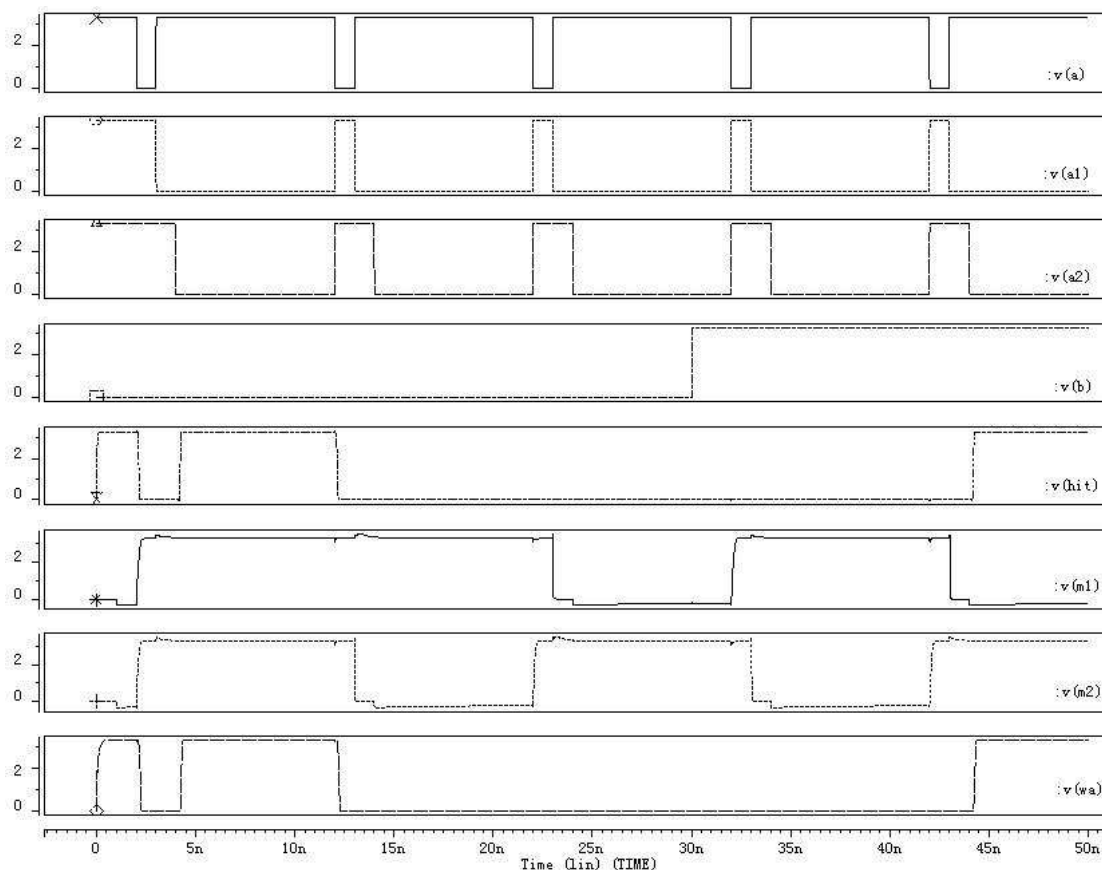 2
0
:v(a)
2
0
:v(a1)
2
0
:v(a2)
2
0
:v(b)
2
0
:v(hit)
2
0
:v(m1)
2
0
:v(m2)
2
0
:v(wa)
0 5n 10n 15n 20n 25n 30n 35n 40n 45n 50n
Time (lin) (TIME)